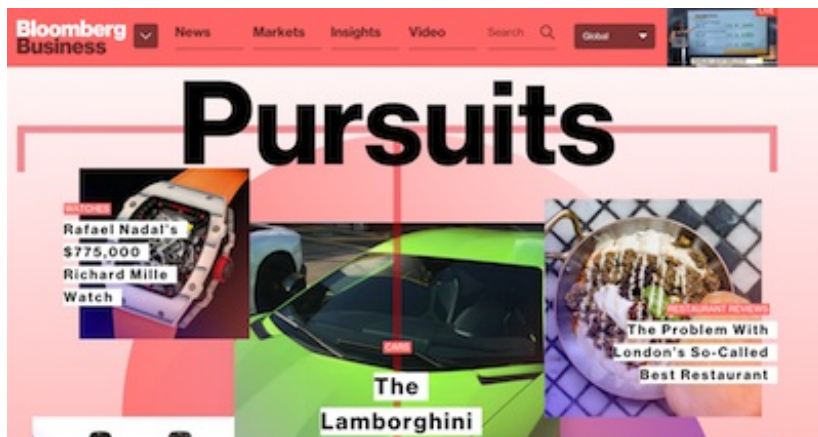 Bloomberg
Business
News
Markets
Insights
Video
Search
Global
LIVE
Pursuits
WATCHES
Rafael Nadal's
$775,000
Richard Mille
Watch
CARS
The
Lamborghini
RESTAURANT REVIEWS
The Problem With
London's So-Called
Best Restaurant